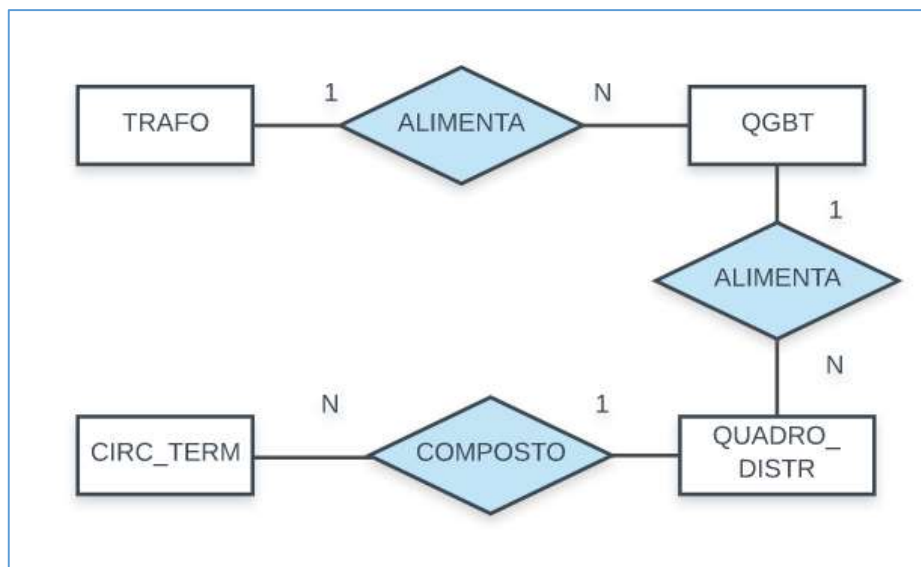 TRAFO
1
ALIMENTA
N
QGBT
1
ALIMENTA
N
CIRC_TERM
N
COMPOSTO
1
QUADRO_
DISTR